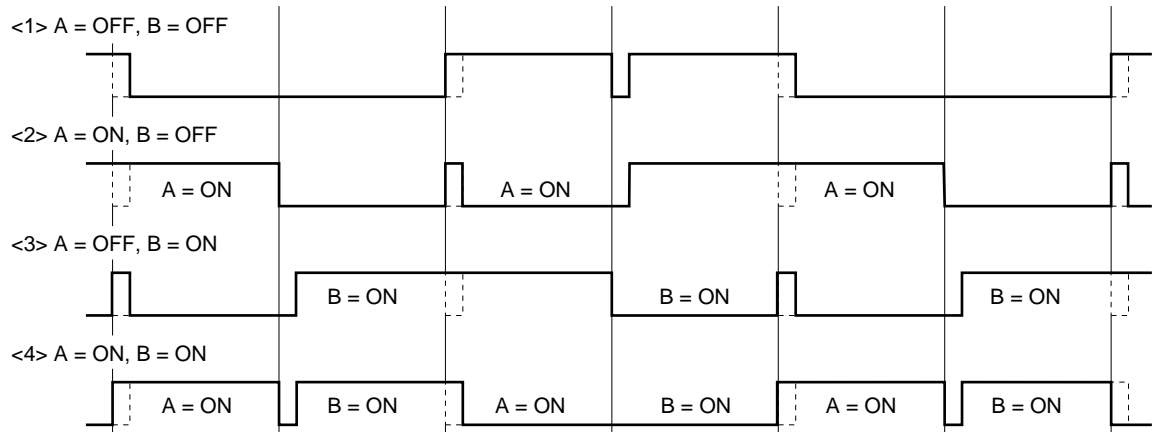 <1> A = OFF, B = OFF
<2> A = ON, B = OFF
A = ON A = ON A = ON
<3> A = OFF, B = ON
B = ON B = ON B = ON
<4> A = ON, B = ON
A = ON B = ON A = ON B = ON A = ON B = ON